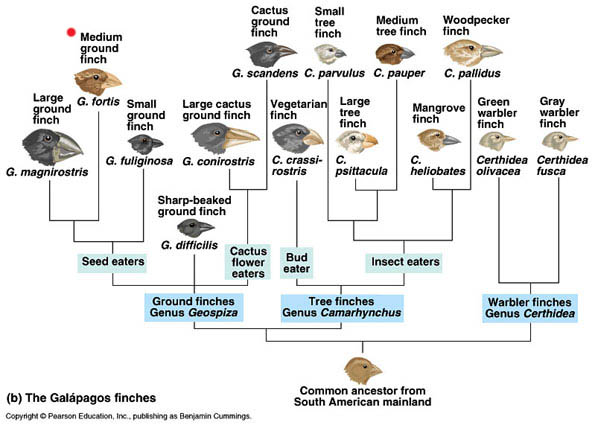 Medium
ground
finch
G. fortis
Cactus
ground
finch
G. scandens
Small
tree
finch
C. parvulus
Medium
tree finch
C. pauper
Woodpecker
finch
C. pallidus
Large
ground
finch
G. magnirostris
Small
ground
finch
G. fuliginosa
Large cactus
ground finch
G. conirostris
Vegetarian
finch
C. crassi-
rostris
Large
tree
finch
C.
psittacula
Mangrove
finch
C.
heliobates
Green
warbler
finch
Certhidea
olivacea
Gray
warbler
finch
Certhidea
fusca
Sharp-beaked
ground finch
G. difficilis
Seed eaters
Cactus
flower
eaters
Bud
eater
Insect eaters
Ground finches
Genus Geospiza
Tree finches
Genus Camarhynchus
Warbler finches
Genus Certhidea
Common ancestor from
South American mainland
(b) The Galápagos finches
Copyright © Pearson Education, Inc., publishing as Benjamin Cummings.